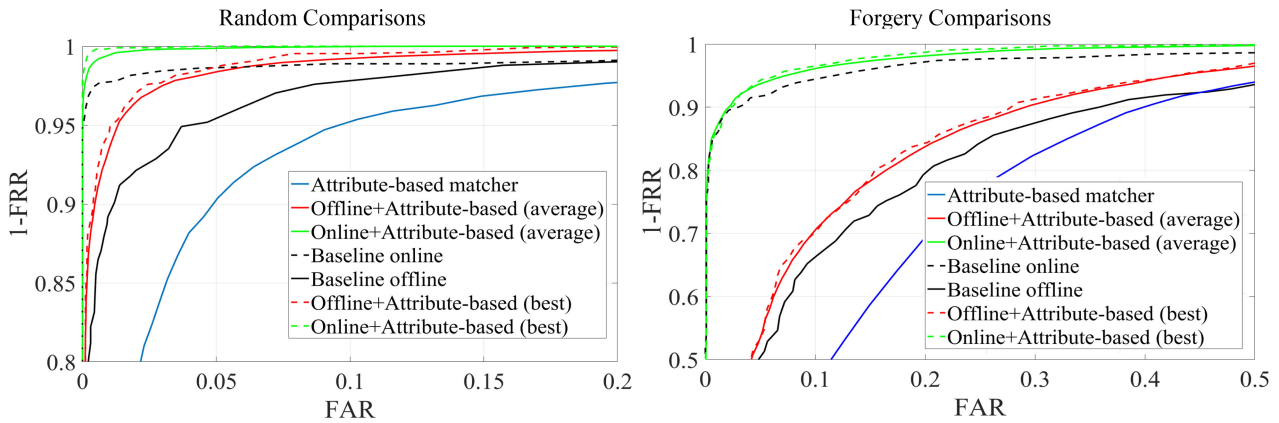 Random Comparisons
1
0.95
0.9
0.85
0.8
1-FRR
0
0.05
0.1
0.15
0.2
FAR
Attribute-based matcher
Offline+Attribute-based (average)
Online+Attribute-based (average)
Baseline online
Baseline offline
Offline+Attribute-based (best)
Online+Attribute-based (best)
Forgery Comparisons
1
0.9
0.8
0.7
0.6
0.5
1-FRR
0
0.1
0.2
0.3
0.4
0.5
FAR
Attribute-based matcher
Offline+Attribute-based (average)
Online+Attribute-based (average)
Baseline online
Baseline offline
Offline+Attribute-based (best)
Online+Attribute-based (best)